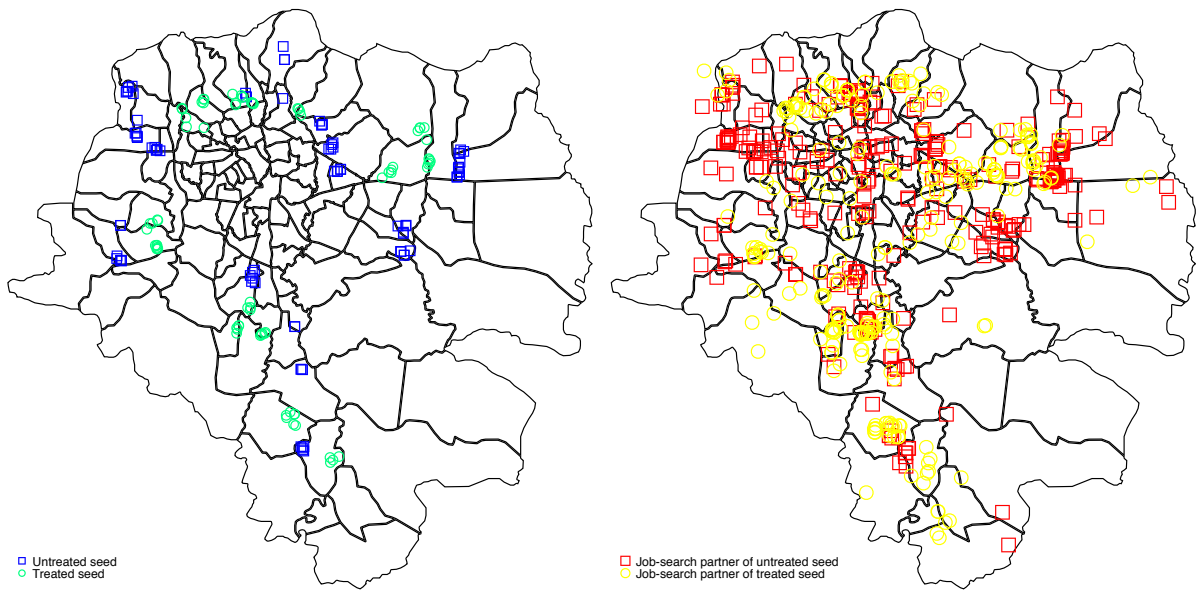 Untreated seed
Treated seed
Job-search partner of untreated seed
Job-search partner of treated seed